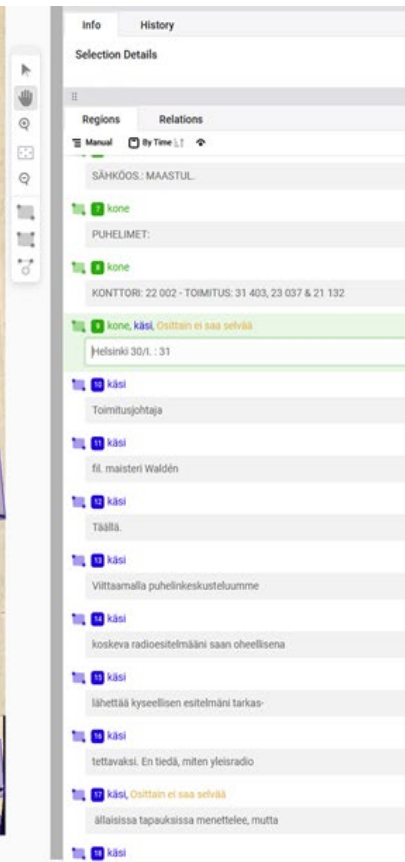 Info History
Selection Details
Regions Relations
Manual By Time
SÄHKÖOS.: MAASTUL.
7 kone
PUHELIMET:
8 kone
KONTTORI: 22 002 - TOIMITUS: 31 403, 23 037 & 21 132
9 kone, käsi, Osittain ei saa selvää
Helsinki 30/I. : 31
10 käsi
Toimitusjohtaja
11 käsi
fil. maisteri Waldén
12 käsi
Täällä.
13 käsi
Viittaamalla puhelinkeskusteluumme
14 käsi
koskeva radioesitelmääni saan oheellisena
15 käsi
lähettää kyseellisen esitelmäni tarkas-
16 käsi
tettavaksi. En tiedä, miten yleisradio
17 käsi, Osittain ei saa selvää
ällaisissa tapauksissa menettelee, mutta
18 käsi